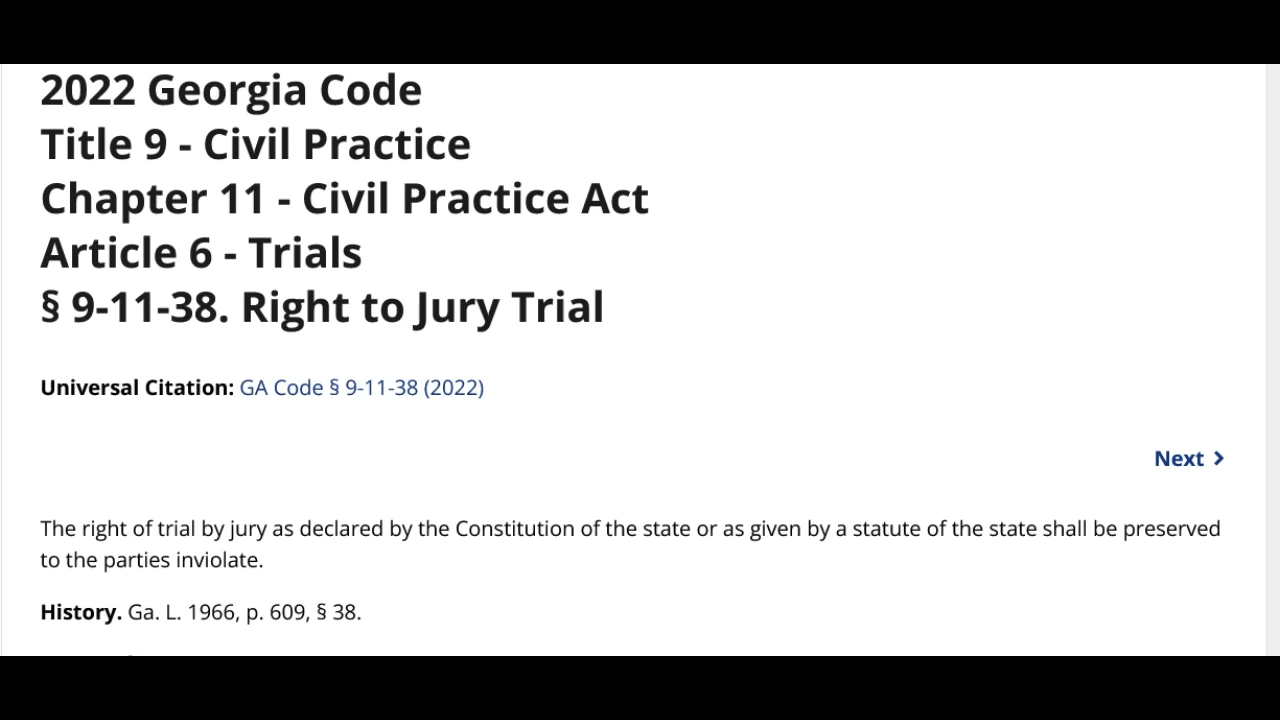 2022 Georgia Code
Title 9 - Civil Practice
Chapter 11 - Civil Practice Act
Article 6 - Trials
§ 9-11-38. Right to Jury Trial
Universal Citation: GA Code § 9-11-38 (2022)
Next
The right of trial by jury as declared by the Constitution of the state or as given by a statute of the state shall be preserved
to the parties inviolate.
History. Ga. L. 1966, p. 609, § 38.